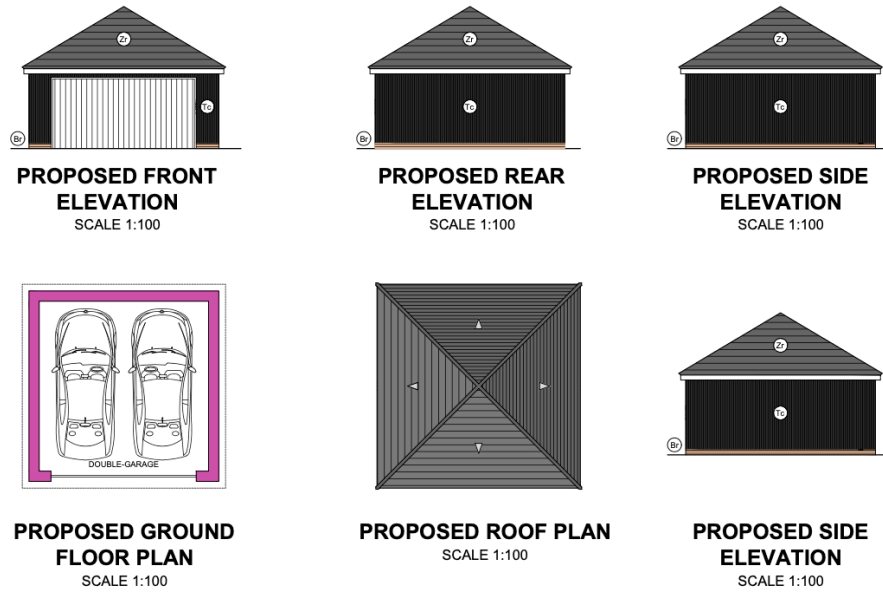 Zr
Tc
Br
PROPOSED FRONT
ELEVATION
SCALE 1:100
Zr
Tc
Br
PROPOSED REAR
ELEVATION
SCALE 1:100
Zr
Tc
Br
PROPOSED SIDE
ELEVATION
SCALE 1:100
DOUBLE-GARAGE
PROPOSED GROUND
FLOOR PLAN
SCALE 1:100
PROPOSED ROOF PLAN
SCALE 1:100
Zr
Tc
Br
PROPOSED SIDE
ELEVATION
SCALE 1:100